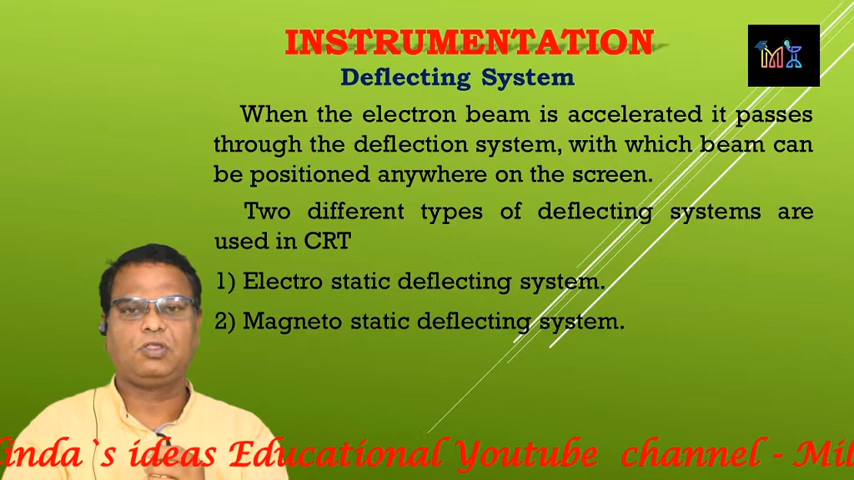 INSTRUMENTATION
Deflecting System
When the electron beam is accelerated it passes
through the deflection system, with which beam can
be positioned anywhere on the screen.
Two different types of deflecting systems are
used in CRT
1) Electro static deflecting system.
2) Magneto static deflecting system.
linda`s ideas Educational Youtube channel - Mil